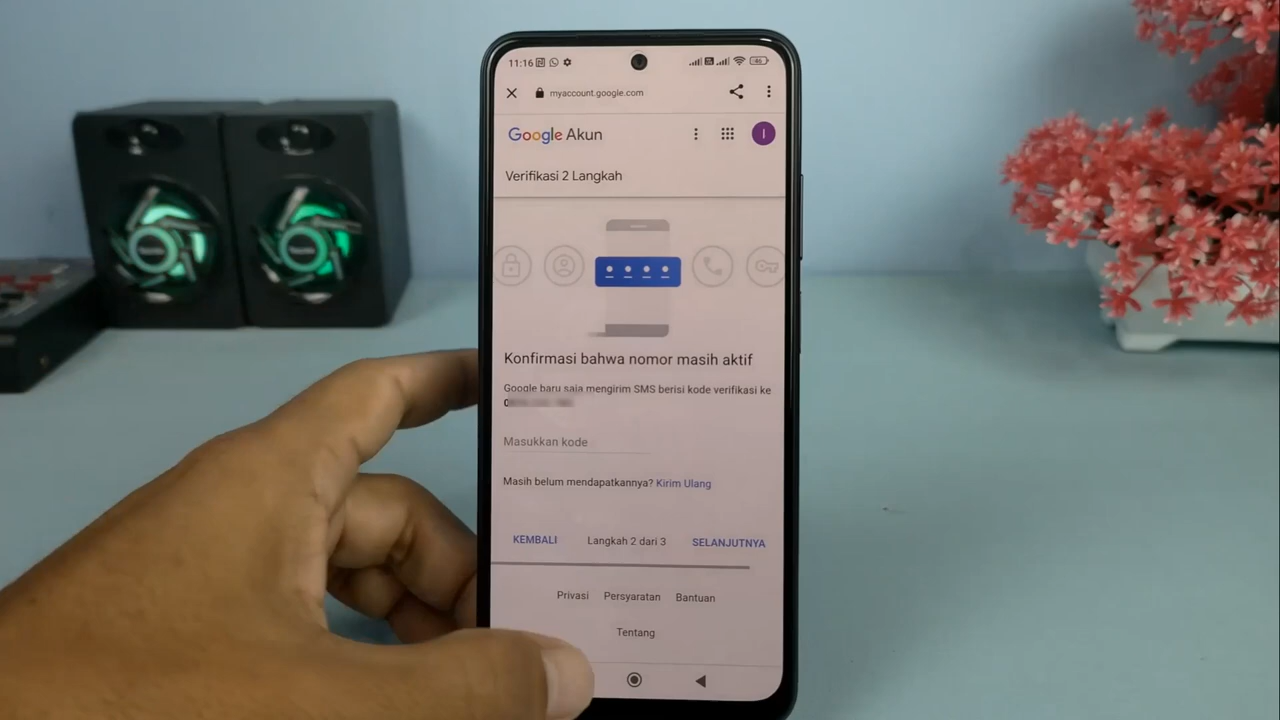 11:16
46
myaccount.google.com
Google Akun
I
Verifikasi 2 Langkah
Konfirmasi bahwa nomor masih aktif
Google baru saja mengirim SMS berisi kode verifikasi ke
Masukkan kode
Masih belum mendapatkannya? Kirim Ulang
KEMBALI Langkah 2 dari 3 SELANJUTNYA
Privasi Persyaratan Bantuan
Tentang